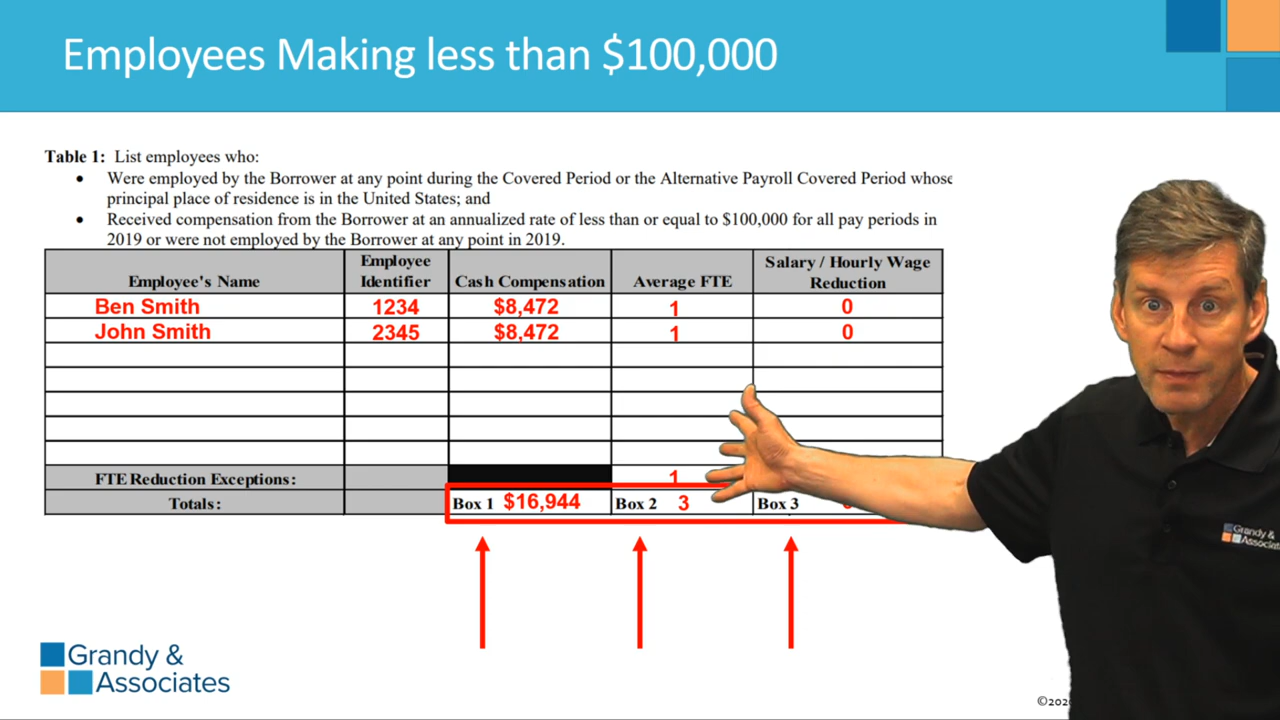 Employees Making less than $100,000
Table 1: List employees who:
• Were employed by the Borrower at any point during the Covered Period or the Alternative Payroll Covered Period whose
principal place of residence is in the United States; and
• Received compensation from the Borrower at an annualized rate of less than or equal to $100,000 for all pay periods in
2019 or were not employed by the Borrower at any point in 2019.
Employee's Name Employee Identifier Cash Compensation Average FTE Salary / Hourly Wage Reduction
Ben Smith 1234 $8,472 1 0
John Smith 2345 $8,472 1 0
FTE Reduction Exceptions: 1
Totals: Box 1 $16,944 Box 2 3 Box 3
Grandy &
Associates
Grandy &
Associates